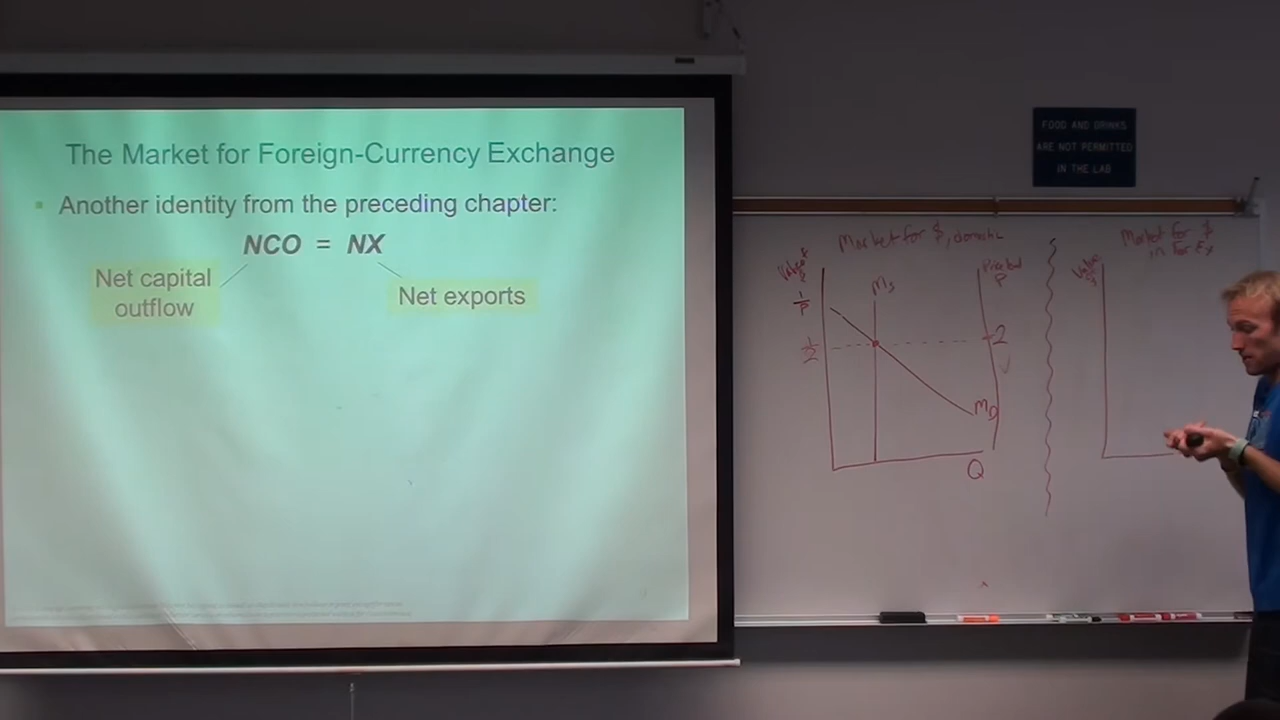 The Market for Foreign-Currency Exchange
Another identity from the preceding chapter:
NCO = NX
Net capital
outflow
Net exports
FOOD AND DRINKS
ARE NOT PERMITTED
IN THE LAB
Market for $, domestic
Value
1/P
1/2
MS
MD
Q
Price level
P
2
Market for $
in For Ex
Value